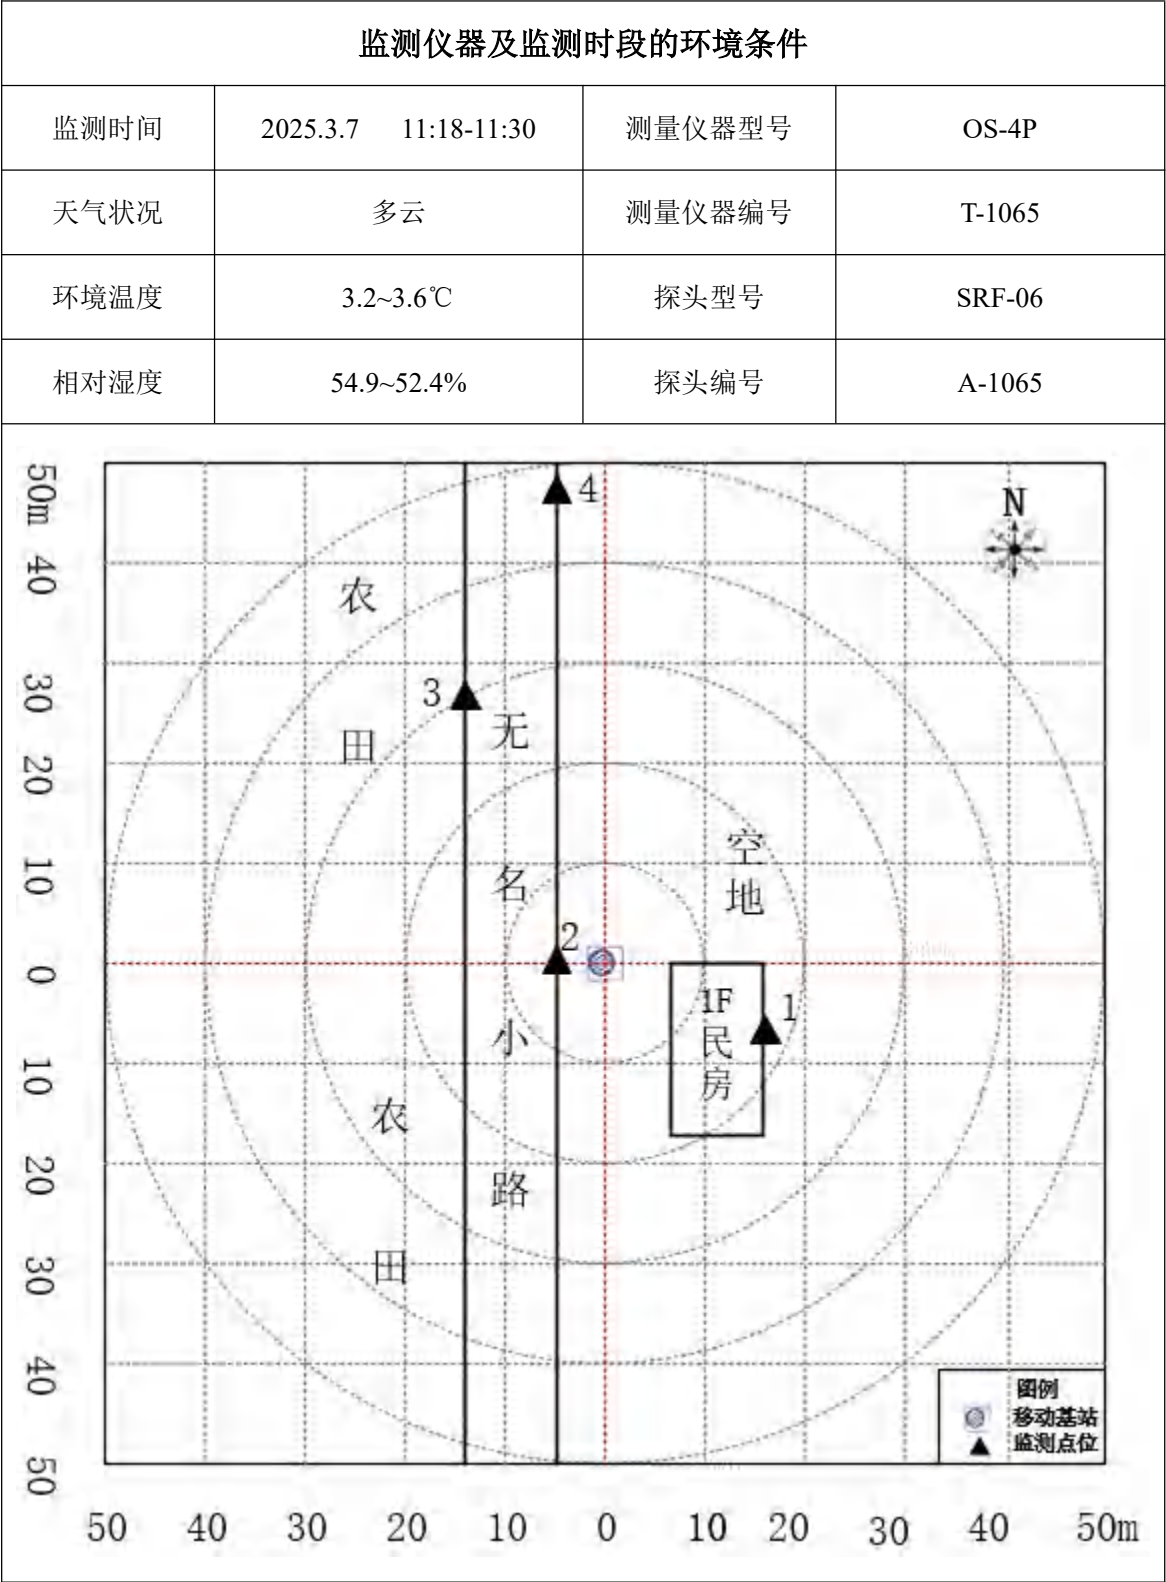 监测仪器及监测时段的环境条件
监测时间 2025.3.7 11:18-11:30 测量仪器型号 OS-4P
天气状况 多云 测量仪器编号 T-1065
环境温度 3.2~3.6℃ 探头型号 SRF-06
相对湿度 54.9~52.4% 探头编号 A-1065
50m
40
30
20
10
0
10
20
30
40
50
4
N
农
田
3
无
名
小
路
空
地
2
1F
民
房
1
农
田
图例
移动基站
监测点位
50 40 30 20 10 0 10 20 30 40 50m